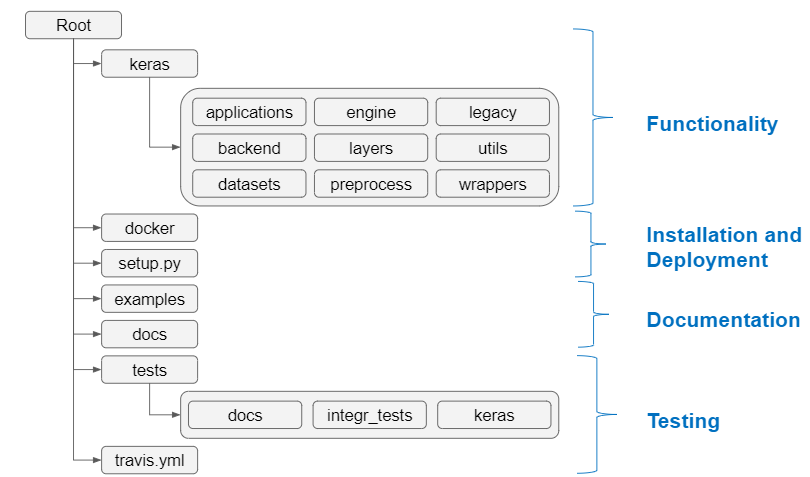 Root
keras
applications engine legacy
backend layers utils
datasets preprocess wrappers
Functionality
docker
setup.py
Installation and
Deployment
examples
docs
Documentation
tests
docs integr_tests keras
travis.yml
Testing